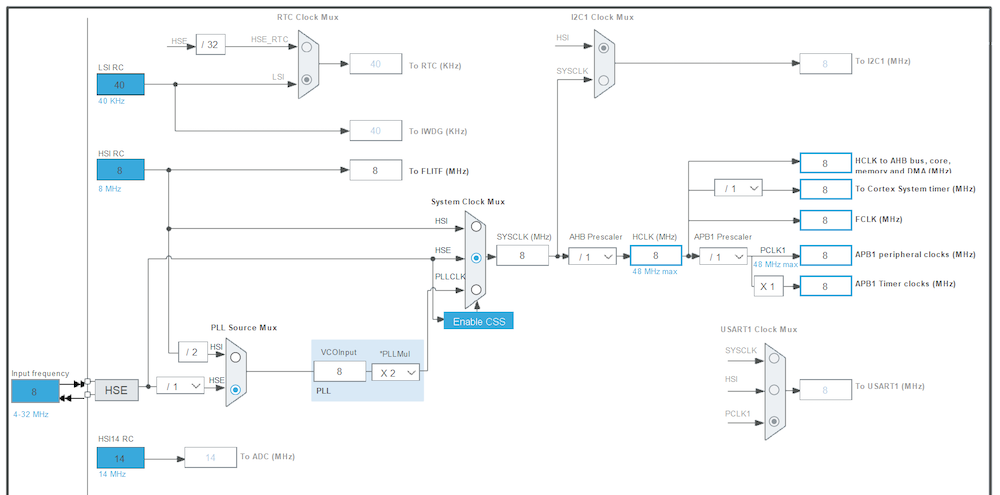 RTC Clock Mux
I2C1 Clock Mux
HSE
/ 32
HSE_RTC
HSI
LSI RC
40
40 KHz
LSI
40
To RTC (KHz)
SYSCLK
8
To I2C1 (MHz)
40
To IWDG (KHz)
HSI RC
8
8 MHz
8
To FLITF (MHz)
System Clock Mux
HSI
HSE
PLLCLK
SYSCLK (MHz)
8
AHB Prescaler
/ 1
HCLK (MHz)
8
48 MHz max
APB1 Prescaler
/ 1
8
HCLK to AHB bus, core,
memory and DMA (MHz)
/ 1
8
To Cortex System timer (MHz)
8
FCLK (MHz)
PCLK1
48 MHz max
8
APB1 peripheral clocks (MHz)
X 1
8
APB1 Timer clocks (MHz)
Enable CSS
PLL Source Mux
/ 2
HSI
HSE
VCOInput
8
*PLLMul
X 2
PLL
Input frequency
8
4-32 MHz
HSE
/ 1
USART1 Clock Mux
SYSCLK
HSI
PCLK1
8
To USART1 (MHz)
HSI14 RC
14
14 MHz
14
To ADC (MHz)